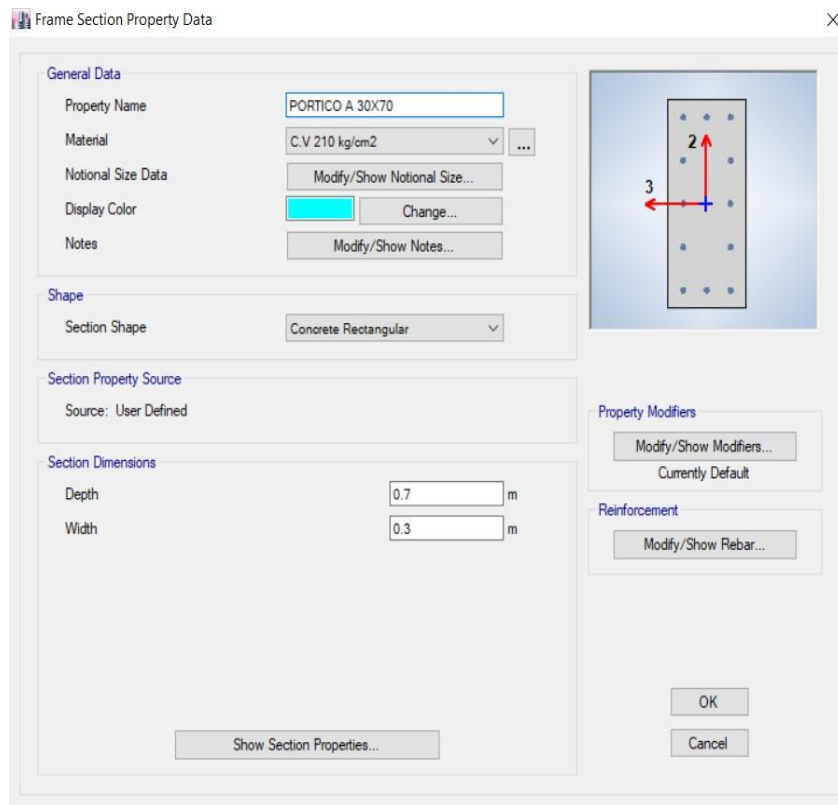 Frame Section Property Data
General Data
Property Name PORTICO A 30X70
Material C.V 210 kg/cm2 ...
Notional Size Data Modify/Show Notional Size...
Display Color Change...
Notes Modify/Show Notes...
2
3
Shape
Section Shape Concrete Rectangular
Section Property Source
Source: User Defined
Section Dimensions
Depth 0.7 m
Width 0.3 m
Show Section Properties...
Property Modifiers
Modify/Show Modifiers...
Currently Default
Reinforcement
Modify/Show Rebar...
OK
Cancel